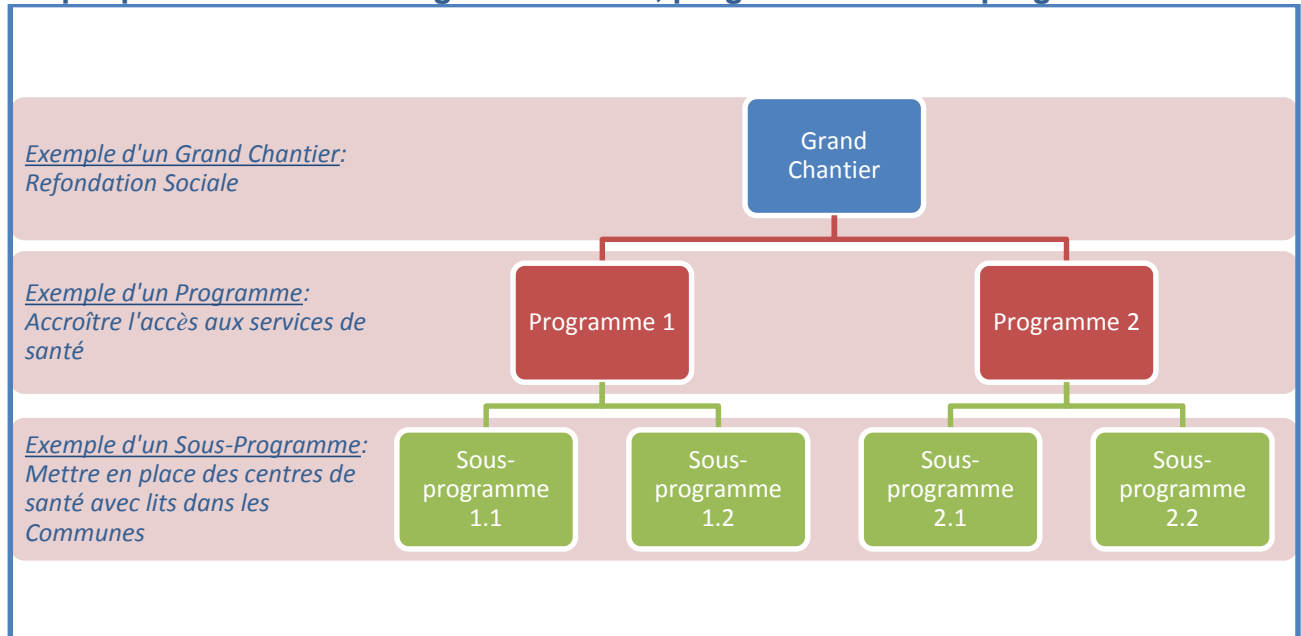 Exemple d'un Grand Chantier:
Refondation Sociale
Grand
Chantier
Exemple d'un Programme:
Accroître l'accès aux services de
santé
Programme 1
Programme 2
Exemple d'un Sous-Programme:
Mettre en place des centres de
santé avec lits dans les
Communes
Sous-
programme
1.1
Sous-
programme
1.2
Sous-
programme
2.1
Sous-
programme
2.2